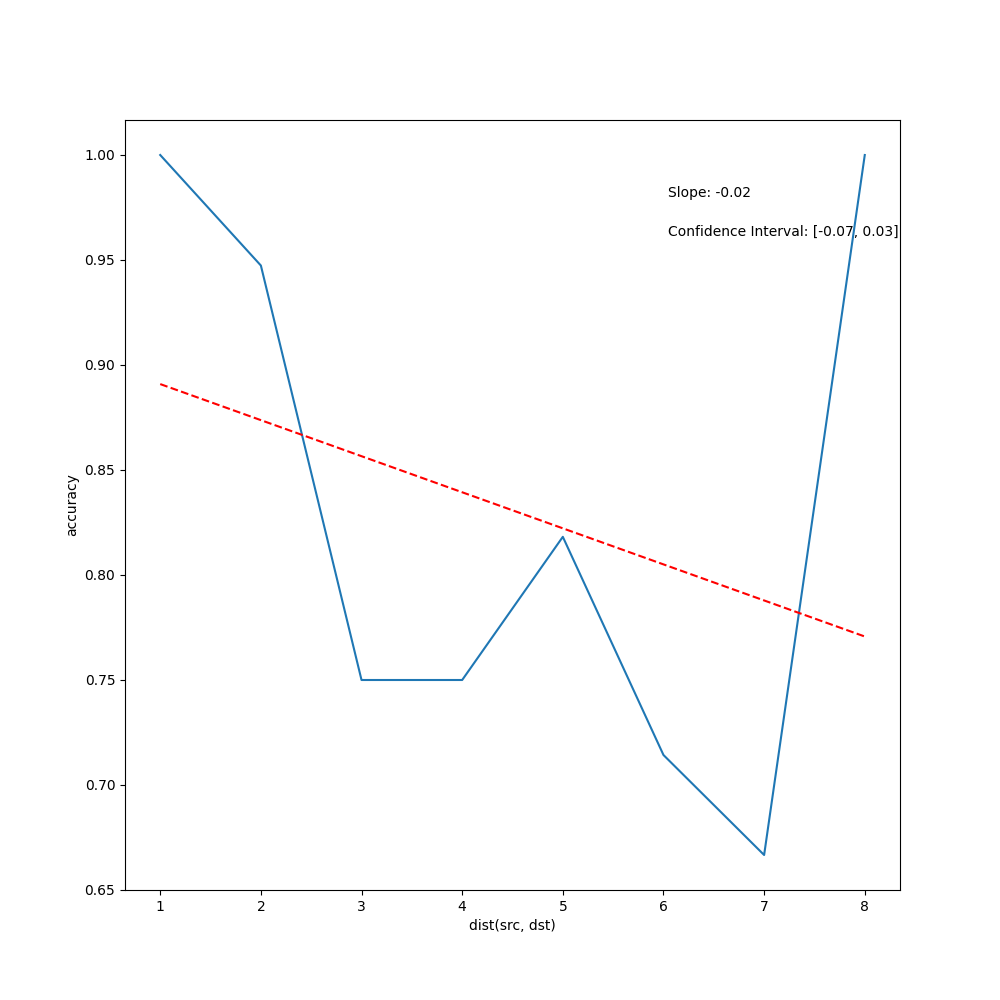 Slope: -0.02
Confidence Interval: [-0.07, 0.03]
1.00
0.95
0.90
0.85
0.80
0.75
0.70
0.65
accuracy
1 2 3 4 5 6 7 8
dist(src, dst)